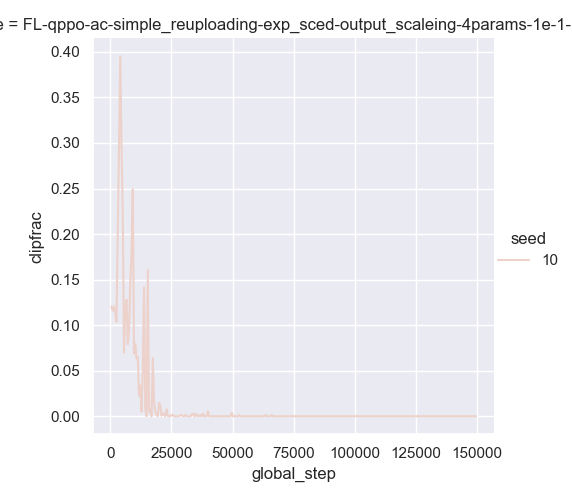 e = FL-qppo-ac-simple_reuploading-exp_sced-output_scaleing-4params-1e-1-
0.40
0.35
0.30
0.25
0.20
0.15
0.10
0.05
0.00
clipfrac
0 25000 50000 75000 100000 125000 150000
global_step
seed
10